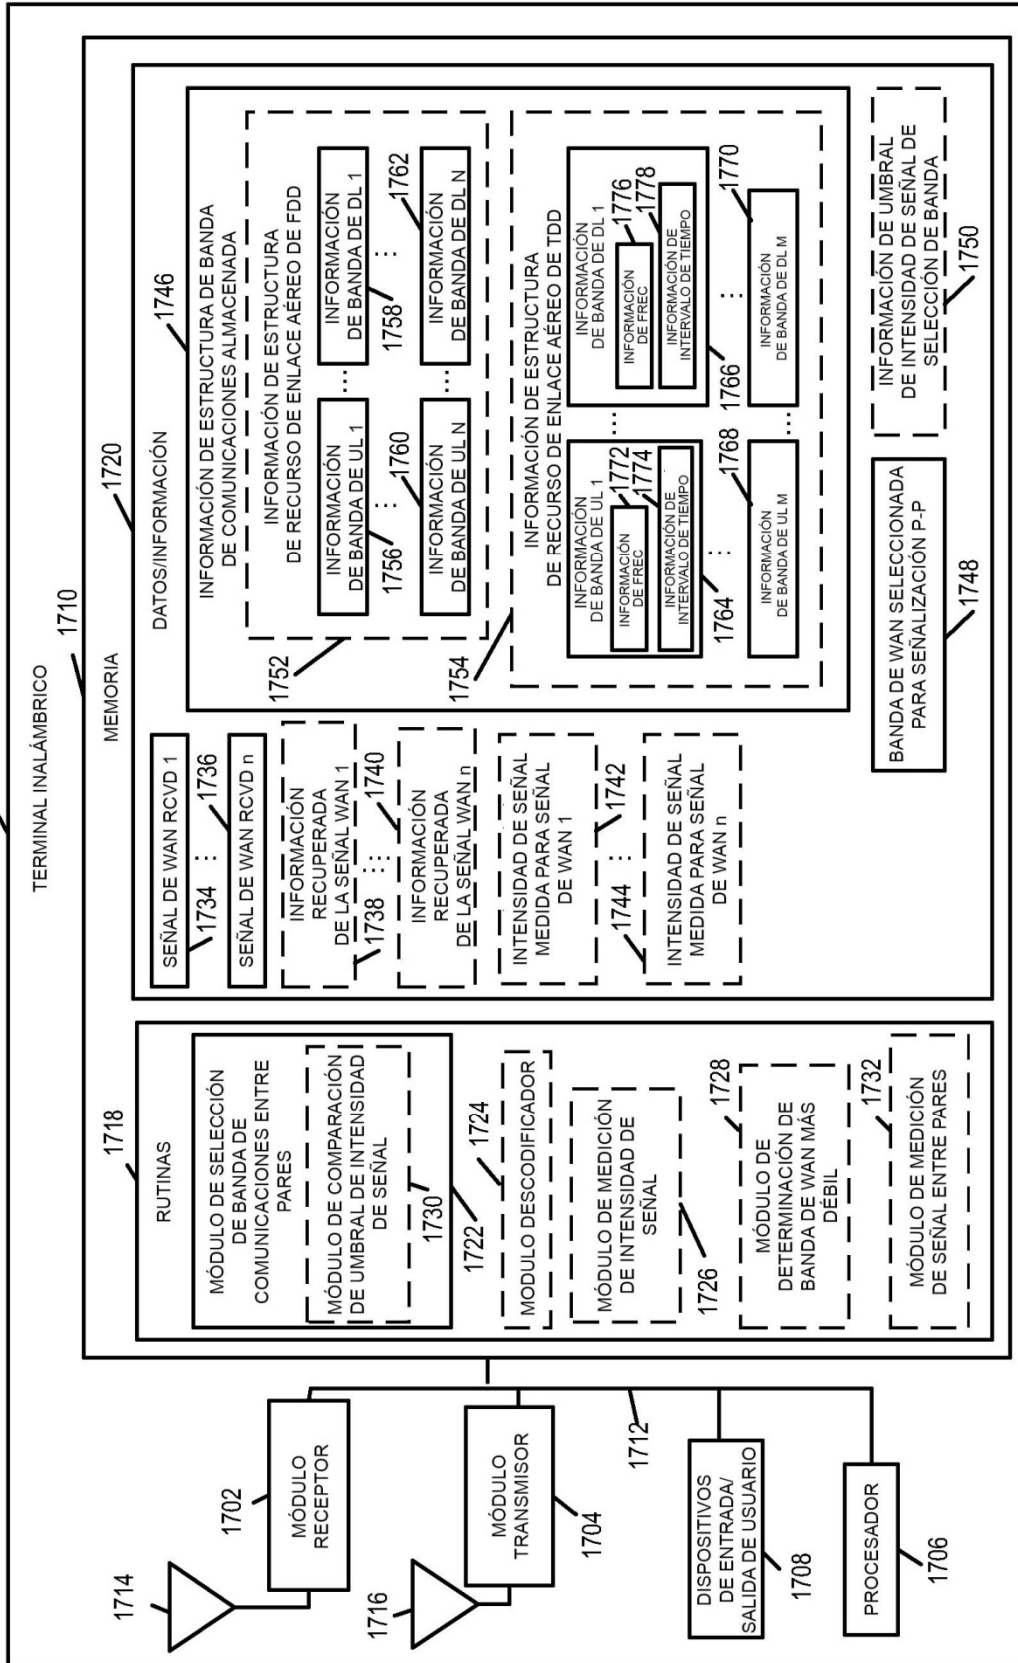 TERMINAL INALÁMBRICO
1710
MEMORIA
1714
1702
MÓDULO
RECEPTOR
1716
MÓDULO
TRANSMISOR
1704
1712
DISPOSITIVOS
DE ENTRADA/
SALIDA DE USUARIO
1708
PROCESADOR
1706
1718
RUTINAS
MÓDULO DE SELECCIÓN
DE BANDA DE
COMUNICACIONES ENTRE
PARES
MÓDULO DE COMPARACIÓN
DE UMBRAL DE INTENSIDAD
DE SEÑAL
1730
1722
1724
MODULO DESCODIFICADOR
MÓDULO DE MEDICIÓN
DE INTENSIDAD DE
SEÑAL
1726
1728
MÓDULO DE
DETERMINACIÓN DE
BANDA DE WAN MÁS
DÉBIL
1732
MÓDULO DE MEDICIÓN
DE SEÑAL ENTRE PARES
1720
DATOS/INFORMACIÓN
SEÑAL DE WAN RCVD 1
1734
⋮
1736
SEÑAL DE WAN RCVD n
INFORMACIÓN
RECUPERADA
DE LA SEÑAL WAN 1
1738
⋮
1740
INFORMACIÓN
RECUPERADA
DE LA SEÑAL WAN n
INTENSIDAD DE SEÑAL
MEDIDA PARA SEÑAL
DE WAN 1
1742
⋮
1744
INTENSIDAD DE SEÑAL
MEDIDA PARA SEÑAL
DE WAN n
1746
INFORMACIÓN DE ESTRUCTURA DE BANDA
DE COMUNICACIONES ALMACENADA
1752
INFORMACIÓN DE ESTRUCTURA
DE RECURSO DE ENLACE AÉREO DE FDD
INFORMACIÓN
DE BANDA DE UL 1
1756
...
INFORMACIÓN
DE BANDA DE DL 1
1758
⋮
1760
INFORMACIÓN
DE BANDA DE UL N
...
⋮
1762
INFORMACIÓN
DE BANDA DE DL N
1754
INFORMACIÓN DE ESTRUCTURA
DE RECURSO DE ENLACE AÉREO DE TDD
INFORMACIÓN
DE BANDA DE UL 1
INFORMACIÓN
DE FREC
1772
1774
INFORMACIÓN DE
INTERVALO DE TIEMPO
1764
...
INFORMACIÓN
DE BANDA DE DL 1
INFORMACIÓN
DE FREC
1776
1778
INFORMACIÓN DE
INTERVALO DE TIEMPO
1766
⋮
1768
INFORMACIÓN
DE BANDA DE UL M
...
⋮
1770
INFORMACIÓN
DE BANDA DE DL M
BANDA DE WAN SELECCIONADA
PARA SEÑALIZACIÓN P-P
1748
INFORMACIÓN DE UMBRAL
DE INTENSIDAD DE SEÑAL DE
SELECCIÓN DE BANDA
1750